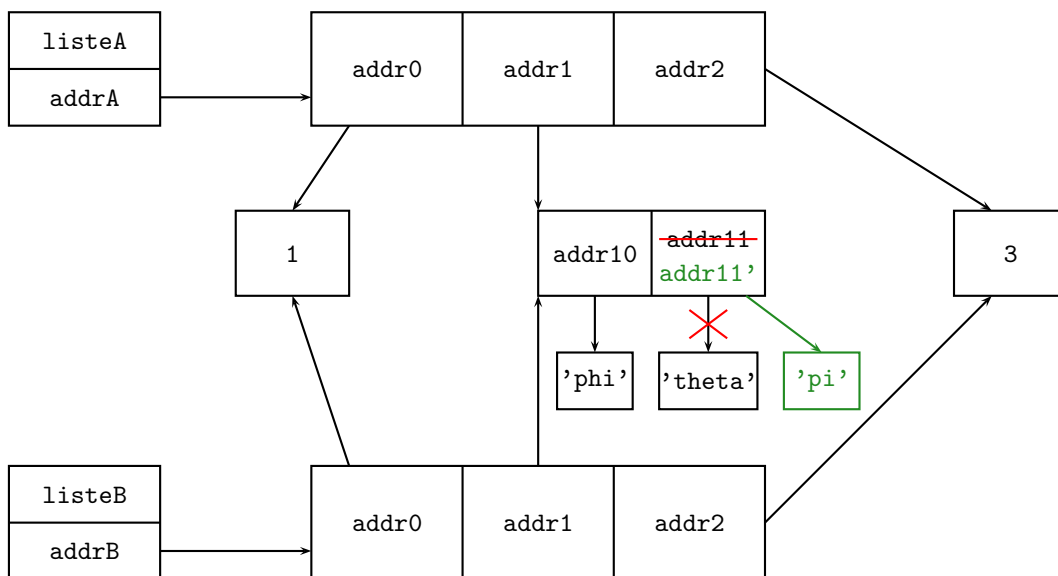 listeA
addrA
addr0 addr1 addr2
1
addr10
addr11
addr11'
3
'phi' 'theta' 'pi'
listeB
addrB
addr0 addr1 addr2